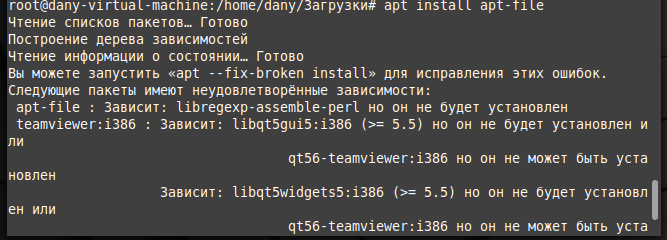 root@dany-virtual-machine:/home/dany/Загрузки# apt install apt-file
Чтение списков пакетов… Готово
Построение дерева зависимостей
Чтение информации о состоянии… Готово
Вы можете запустить «apt --fix-broken install» для исправления этих ошибок.
Следующие пакеты имеют неудовлетворённые зависимости:
 apt-file : Зависит: libregexp-assemble-perl но он не будет установлен
 teamviewer:i386 : Зависит: libqt5gui5:i386 (>= 5.5) но он не будет установлен и
ли
                            qt56-teamviewer:i386 но он не может быть уста
новлен
                   Зависит: libqt5widgets5:i386 (>= 5.5) но он не будет установл
ен или
                            qt56-teamviewer:i386 но он не может быть уста